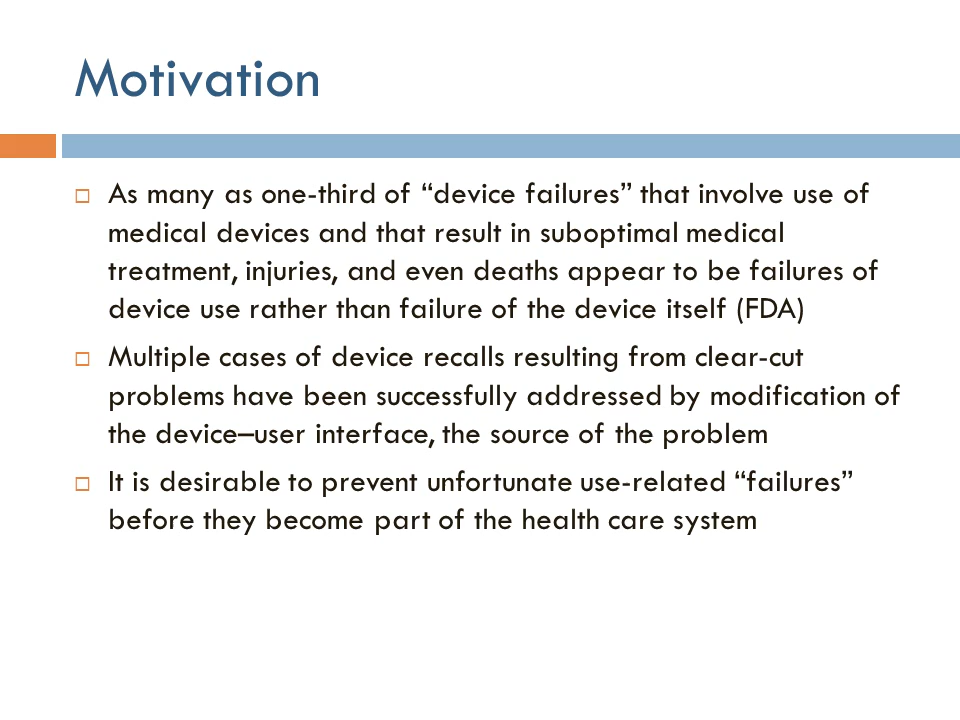 Motivation
As many as one-third of “device failures” that involve use of
medical devices and that result in suboptimal medical
treatment, injuries, and even deaths appear to be failures of
device use rather than failure of the device itself (FDA)
Multiple cases of device recalls resulting from clear-cut
problems have been successfully addressed by modification of
the device–user interface, the source of the problem
It is desirable to prevent unfortunate use-related “failures”
before they become part of the health care system